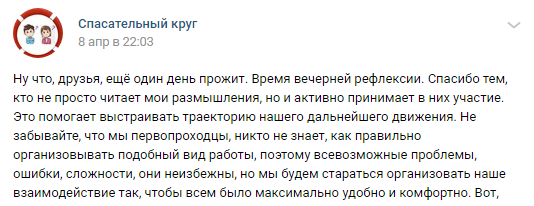 Спасательный круг
8 апр в 22:03
Ну что, друзья, ещё один день прожит. Время вечерней рефлексии. Спасибо тем,
кто не просто читает мои размышления, но и активно принимает в них участие.
Это помогает выстраивать траекторию нашего дальнейшего движения. Не
забывайте, что мы первопроходцы, никто не знает, как правильно
организовывать подобный вид работы, поэтому всевозможные проблемы,
ошибки, сложности, они неизбежны, но мы будем стараться организовать наше
взаимодействие так, чтобы всем было максимально удобно и комфортно. Вот,